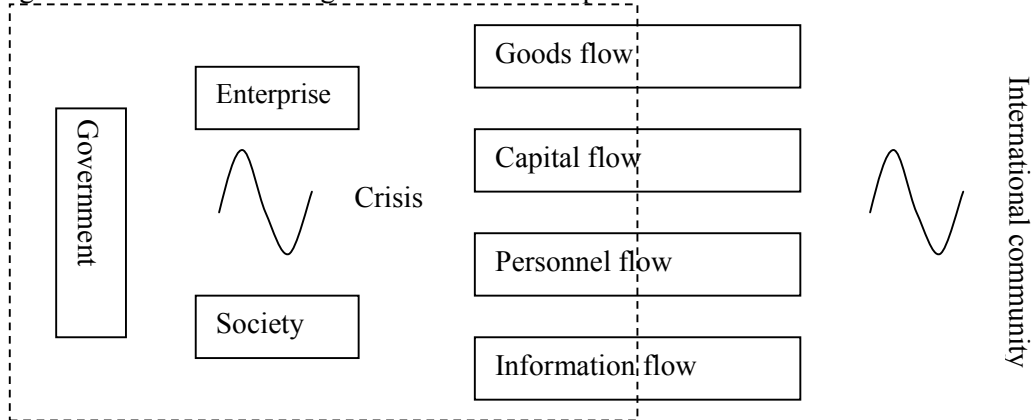 Government
Enterprise
Crisis
Society
Goods flow
Capital flow
Personnel flow
Information flow
International community